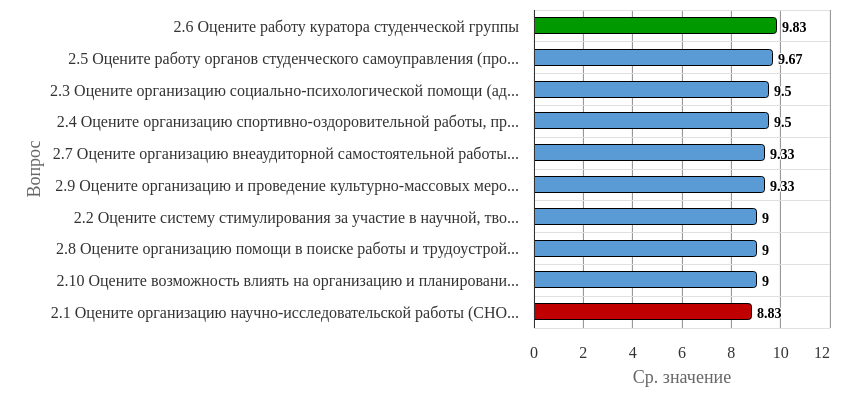 2.6 Оцените работу куратора студенческой группы 9.83
2.5 Оцените работу органов студенческого самоуправления (про... 9.67
2.3 Оцените организацию социально-психологической помощи (ад... 9.5
2.4 Оцените организацию спортивно-оздоровительной работы, пр... 9.5
2.7 Оцените организацию внеаудиторной самостоятельной работы... 9.33
2.9 Оцените организацию и проведение культурно-массовых меро... 9.33
2.2 Оцените систему стимулирования за участие в научной, тво... 9
2.8 Оцените организацию помощи в поиске работы и трудоустрой... 9
2.10 Оцените возможность влиять на организацию и планировани... 9
2.1 Оцените организацию научно-исследовательской работы (СНО... 8.83
Вопрос
0 2 4 6 8 10 12
Ср. значение